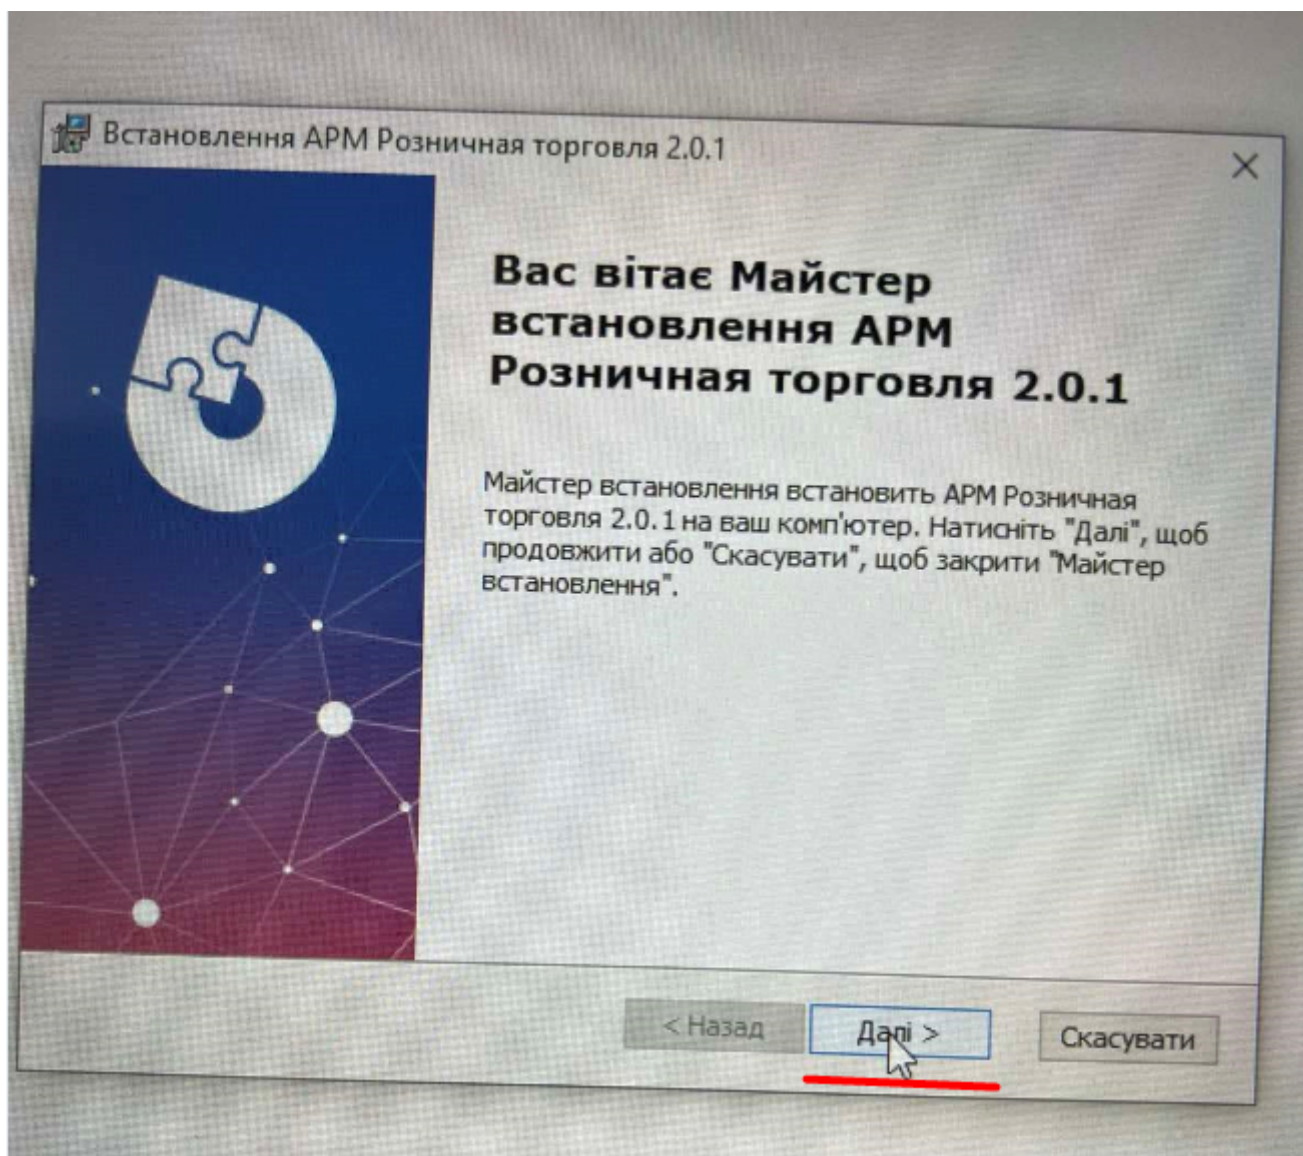 Встановлення АРМ Розничная торговля 2.0.1
Вас вітає Майстер
встановлення АРМ
Розничная торговля 2.0.1
Майстер встановлення встановить АРМ Розничная
торговля 2.0.1 на ваш комп'ютер. Натисніть "Далі", щоб
продовжити або "Скасувати", щоб закрити "Майстер
встановлення".
< Назад
Далі >
Скасувати